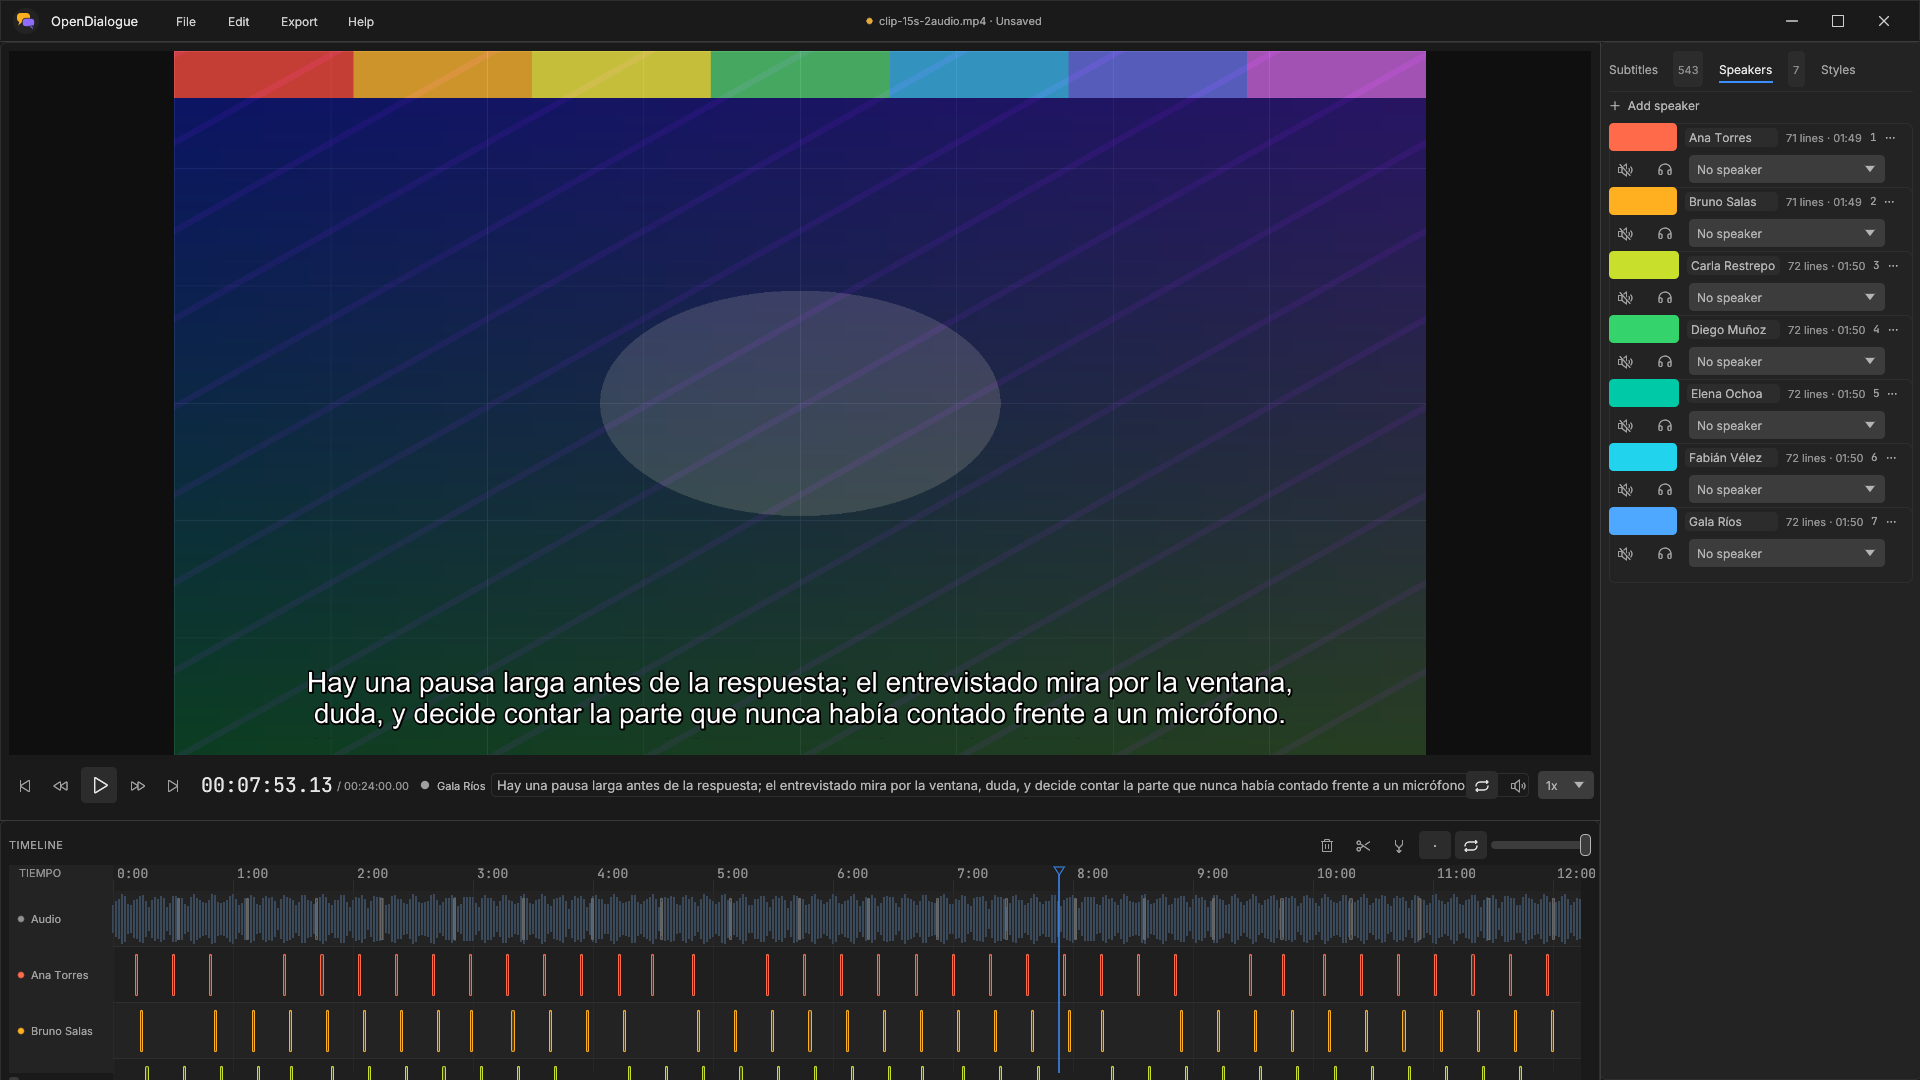 OpenDialogue File Edit Export Help
clip-15s-2audio.mp4 · Unsaved
Subtitles 543 Speakers 7 Styles
+ Add speaker
Ana Torres 71 lines · 01:49 1 ···
No speaker
Bruno Salas 71 lines · 01:49 2 ···
No speaker
Carla Restrepo 72 lines · 01:50 3 ···
No speaker
Diego Muñoz 72 lines · 01:50 4 ···
No speaker
Elena Ochoa 72 lines · 01:50 5 ···
No speaker
Fabián Vélez 72 lines · 01:50 6 ···
No speaker
Gala Ríos 72 lines · 01:50 7 ···
No speaker
Hay una pausa larga antes de la respuesta; el entrevistado mira por la ventana,
duda, y decide contar la parte que nunca había contado frente a un micrófono.
00:07:53.13 / 00:24:00.00 Gala Ríos Hay una pausa larga antes de la respuesta; el entrevistado mira por la ventana, duda, y decide contar la parte que nunca había contado frente a un micrófono 1x
TIMELINE
TIEMPO 0:00 1:00 2:00 3:00 4:00 5:00 6:00 7:00 8:00 9:00 10:00 11:00 12:00
Audio
Ana Torres
Bruno Salas